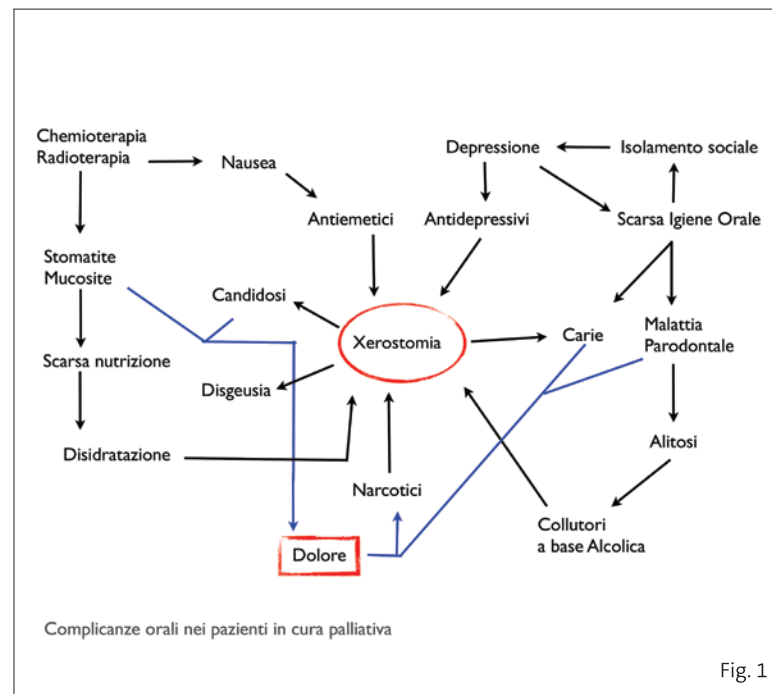 Chemioterapia
Radioterapia
Nausea
Depressione
Isolamento sociale
Antiemetici
Antidepressivi
Scarsa Igiene Orale
Stomatite
Mucosite
Candidosi
Xerostomia
Carie
Malattia
Parodontale
Scarsa nutrizione
Disgeusia
Disidratazione
Narcotici
Alitosi
Collutori
a base Alcolica
Dolore
Complicanze orali nei pazienti in cura palliativa
Fig. 1